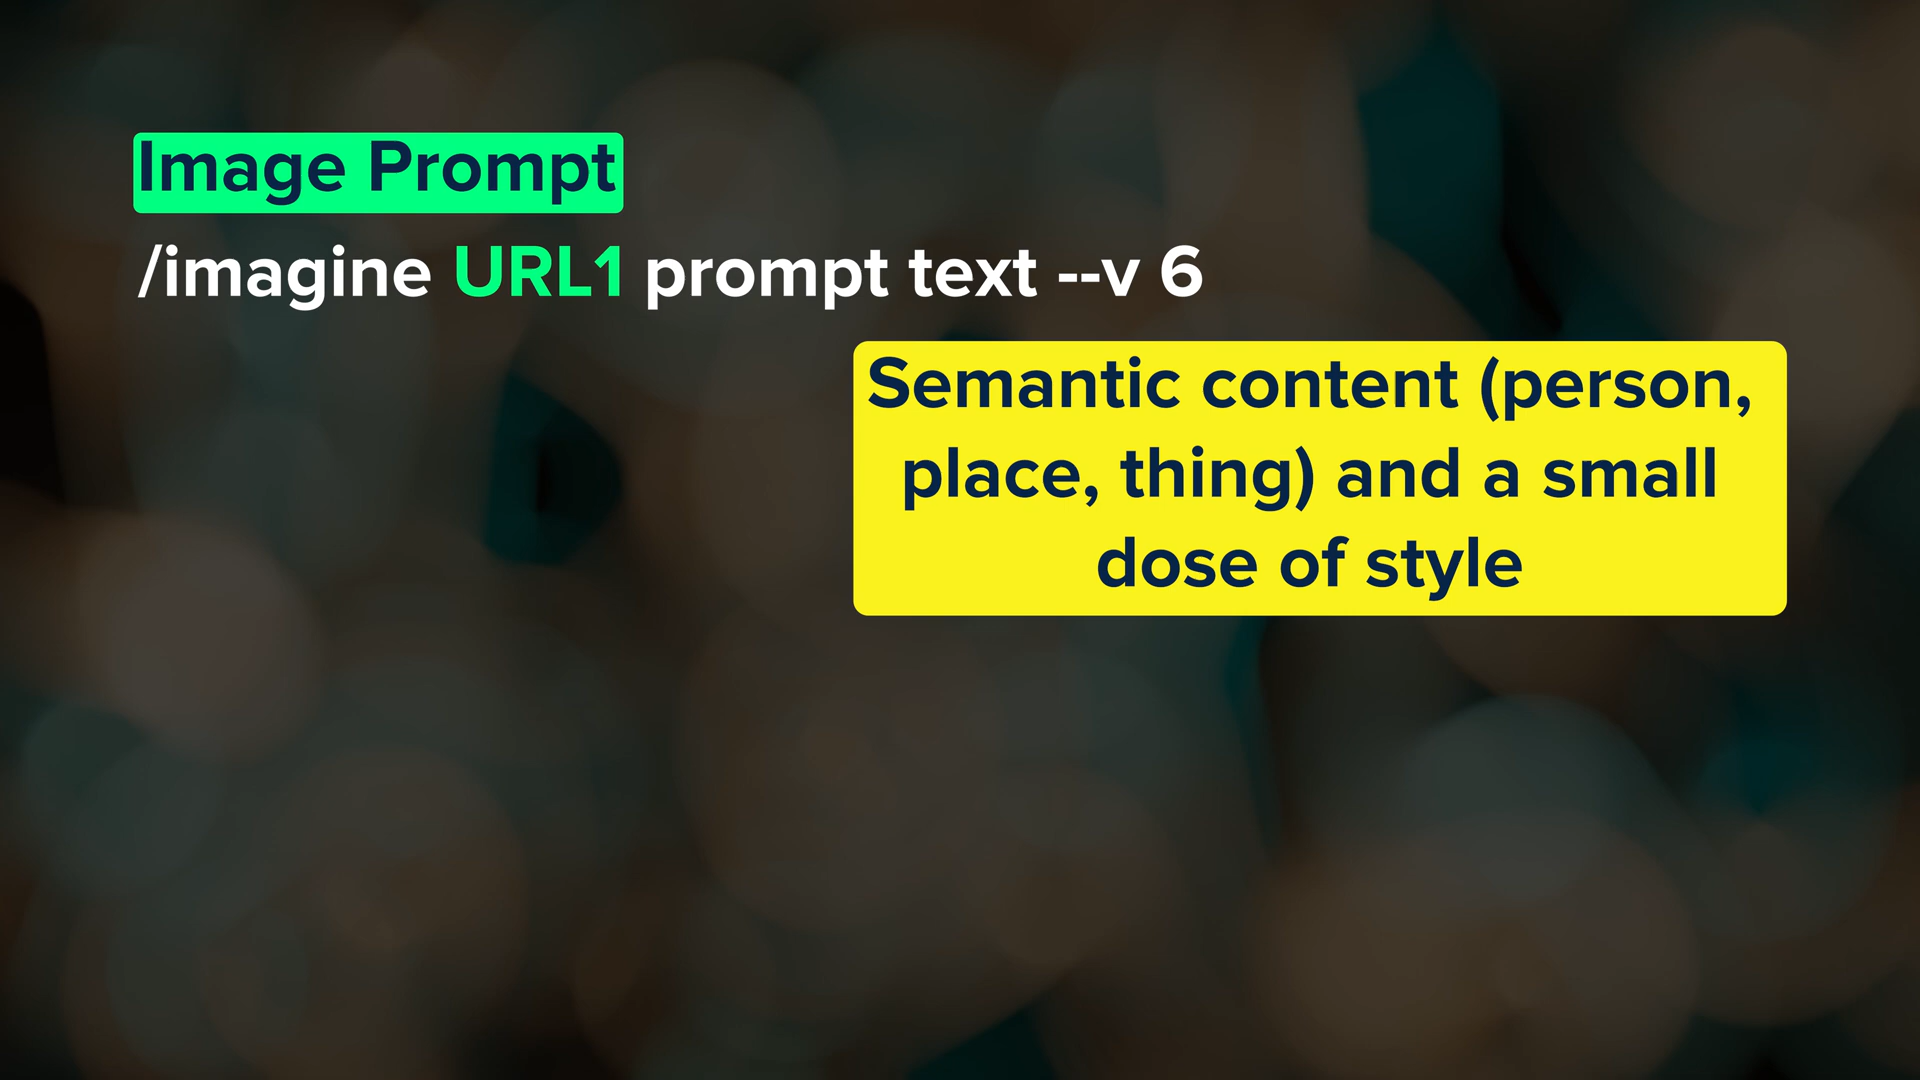 Image Prompt
/imagine URL1 prompt text --v 6
Semantic content (person,
place, thing) and a small
dose of style